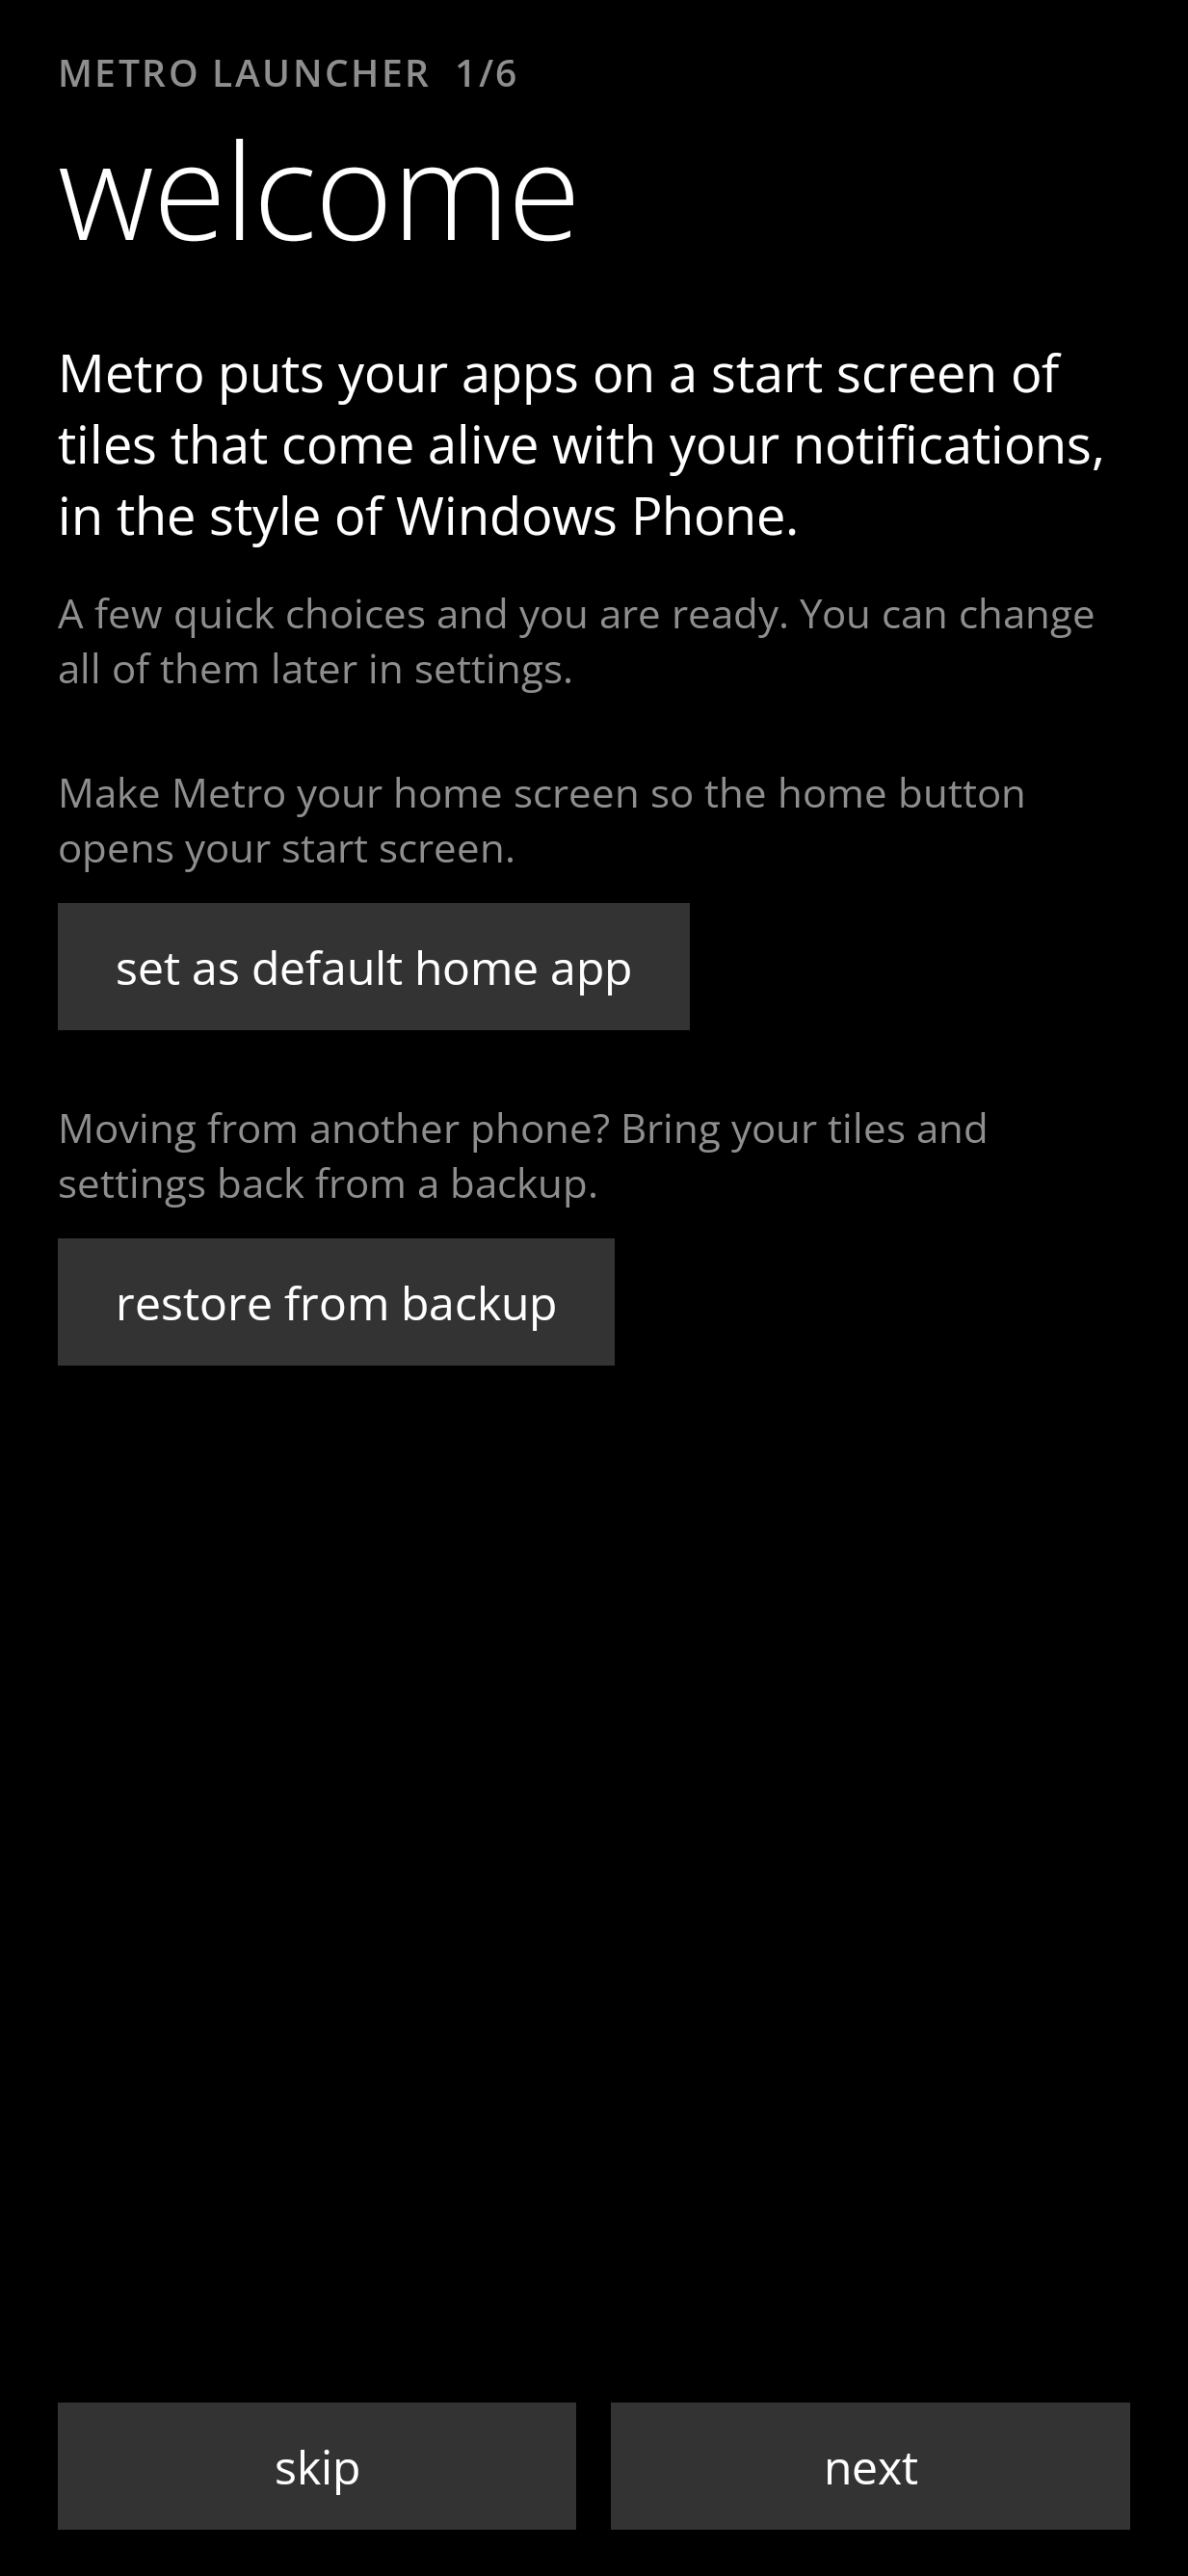 METRO LAUNCHER 1/6
welcome
Metro puts your apps on a start screen of
tiles that come alive with your notifications,
in the style of Windows Phone.
A few quick choices and you are ready. You can change
all of them later in settings.
Make Metro your home screen so the home button
opens your start screen.
set as default home app
Moving from another phone? Bring your tiles and
settings back from a backup.
restore from backup
skip
next